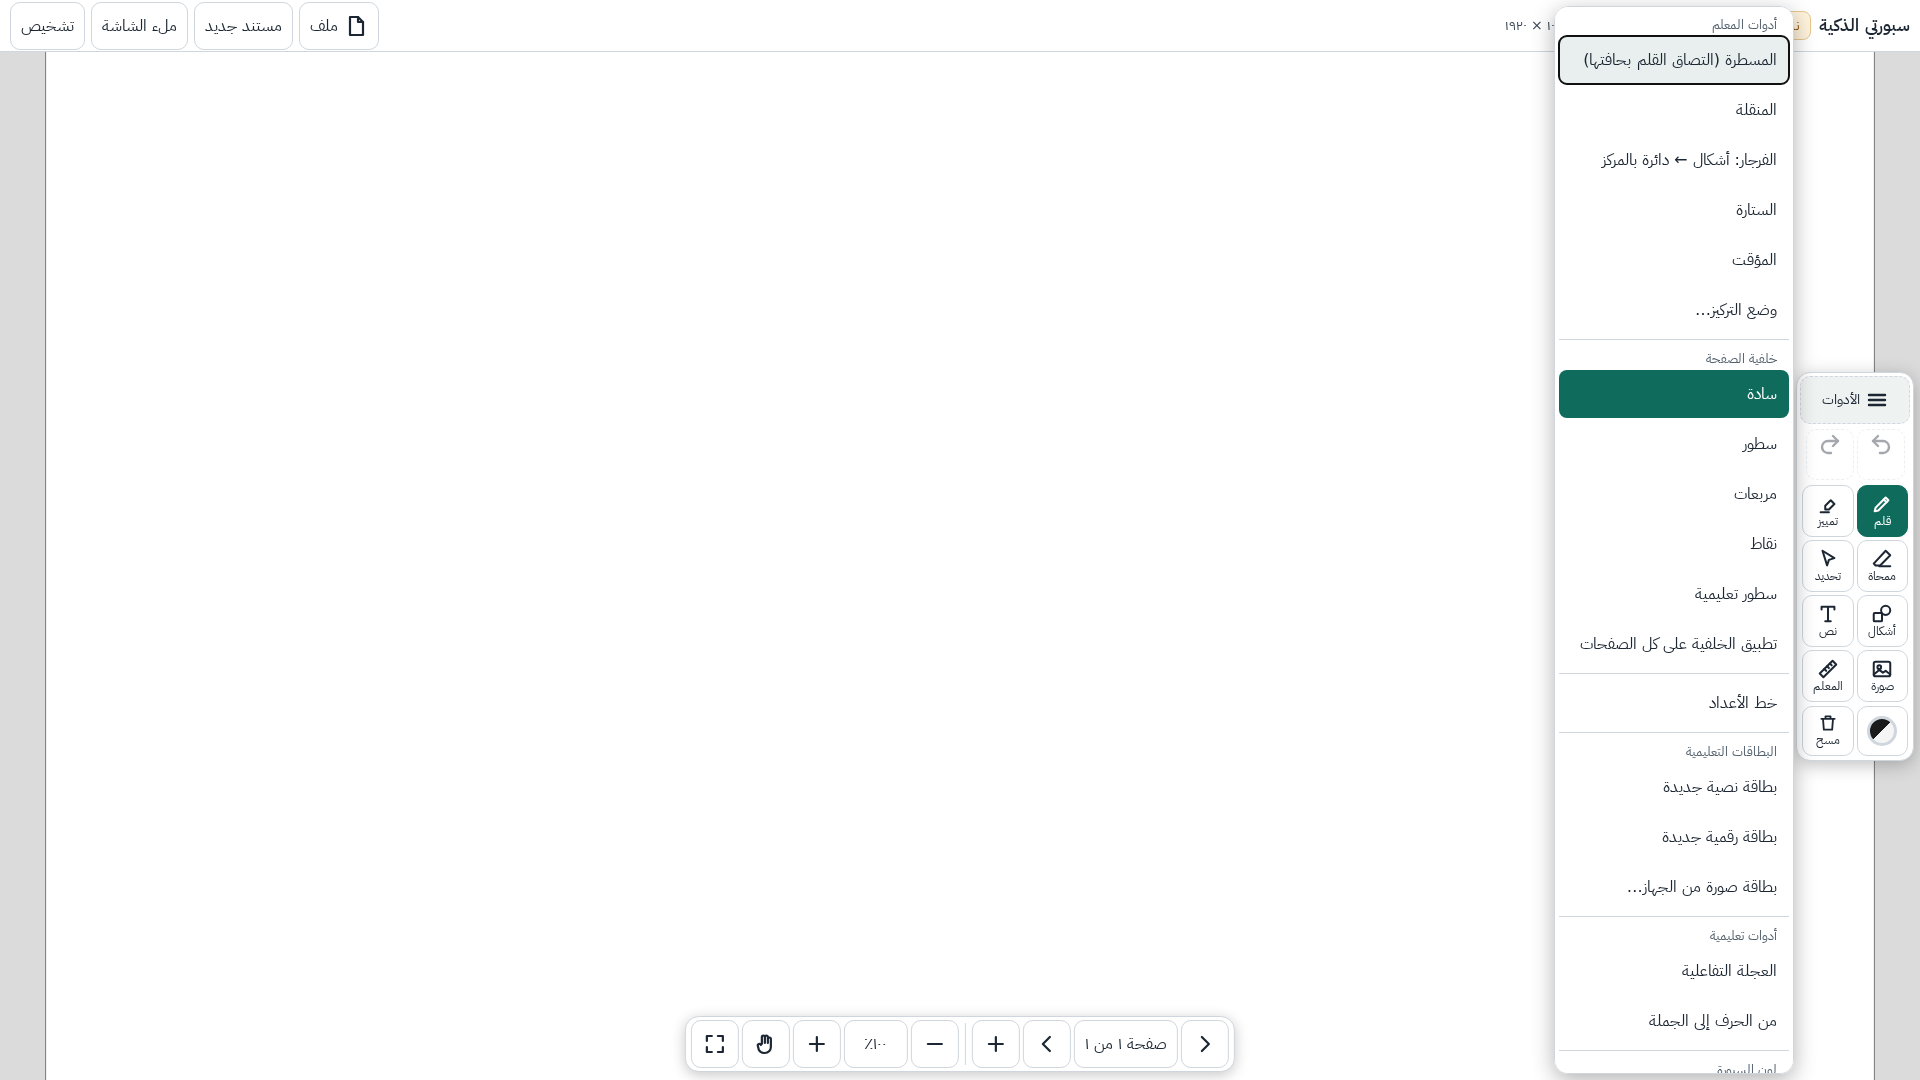 سبورتي الذكية
١٩٢٠ ×
ملف
مستند جديد
ملء الشاشة
تشخيص
أدوات المعلم
المسطرة (التصاق القلم بحافتها)
المنقلة
الفرجار: أشكال ← دائرة بالمركز
الستارة
المؤقت
وضع التركيز...
خلفية الصفحة
سادة
سطور
مربعات
نقاط
سطور تعليمية
تطبيق الخلفية على كل الصفحات
خط الأعداد
البطاقات التعليمية
بطاقة نصية جديدة
بطاقة رقمية جديدة
بطاقة صورة من الجهاز...
أدوات تعليمية
العجلة التفاعلية
من الحرف إلى الجملة
لون السبورة
الأدوات
قلم
تمييز
ممحاة
تحديد
أشكال
نص
صورة
المعلم
مسح
صفحة ١ من ١
١٠٠٪